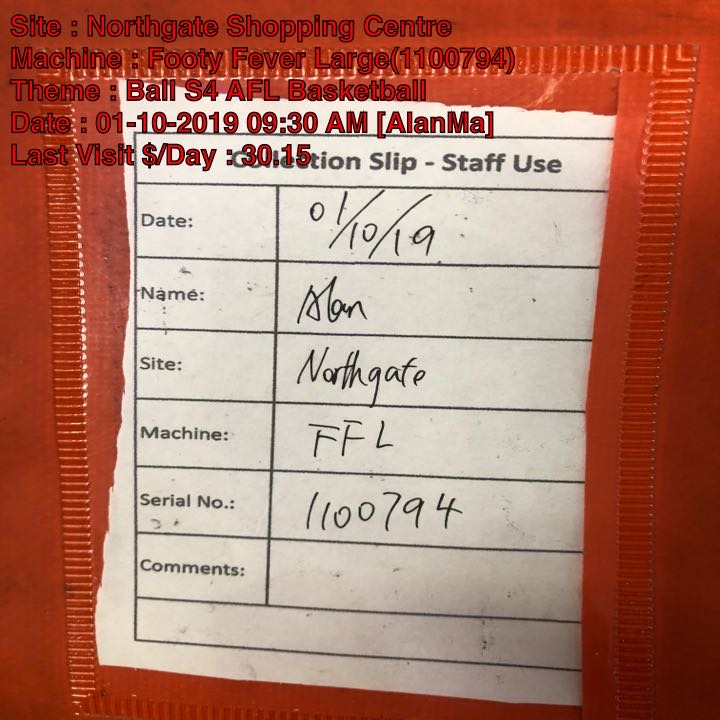 Site : Northgate Shopping Centre
Machine : Footy Fever Large(1100794)
Theme : Ball S4 AFL Basketball
Date : 01-10-2019 09:30 AM [AlanMa]
Last Visit $/Day : 30.15
Collection Slip - Staff Use
Date: 01/10/19
Name: Alan
Site: Northgate
Machine: FFL
Serial No.: 1100794
Comments: